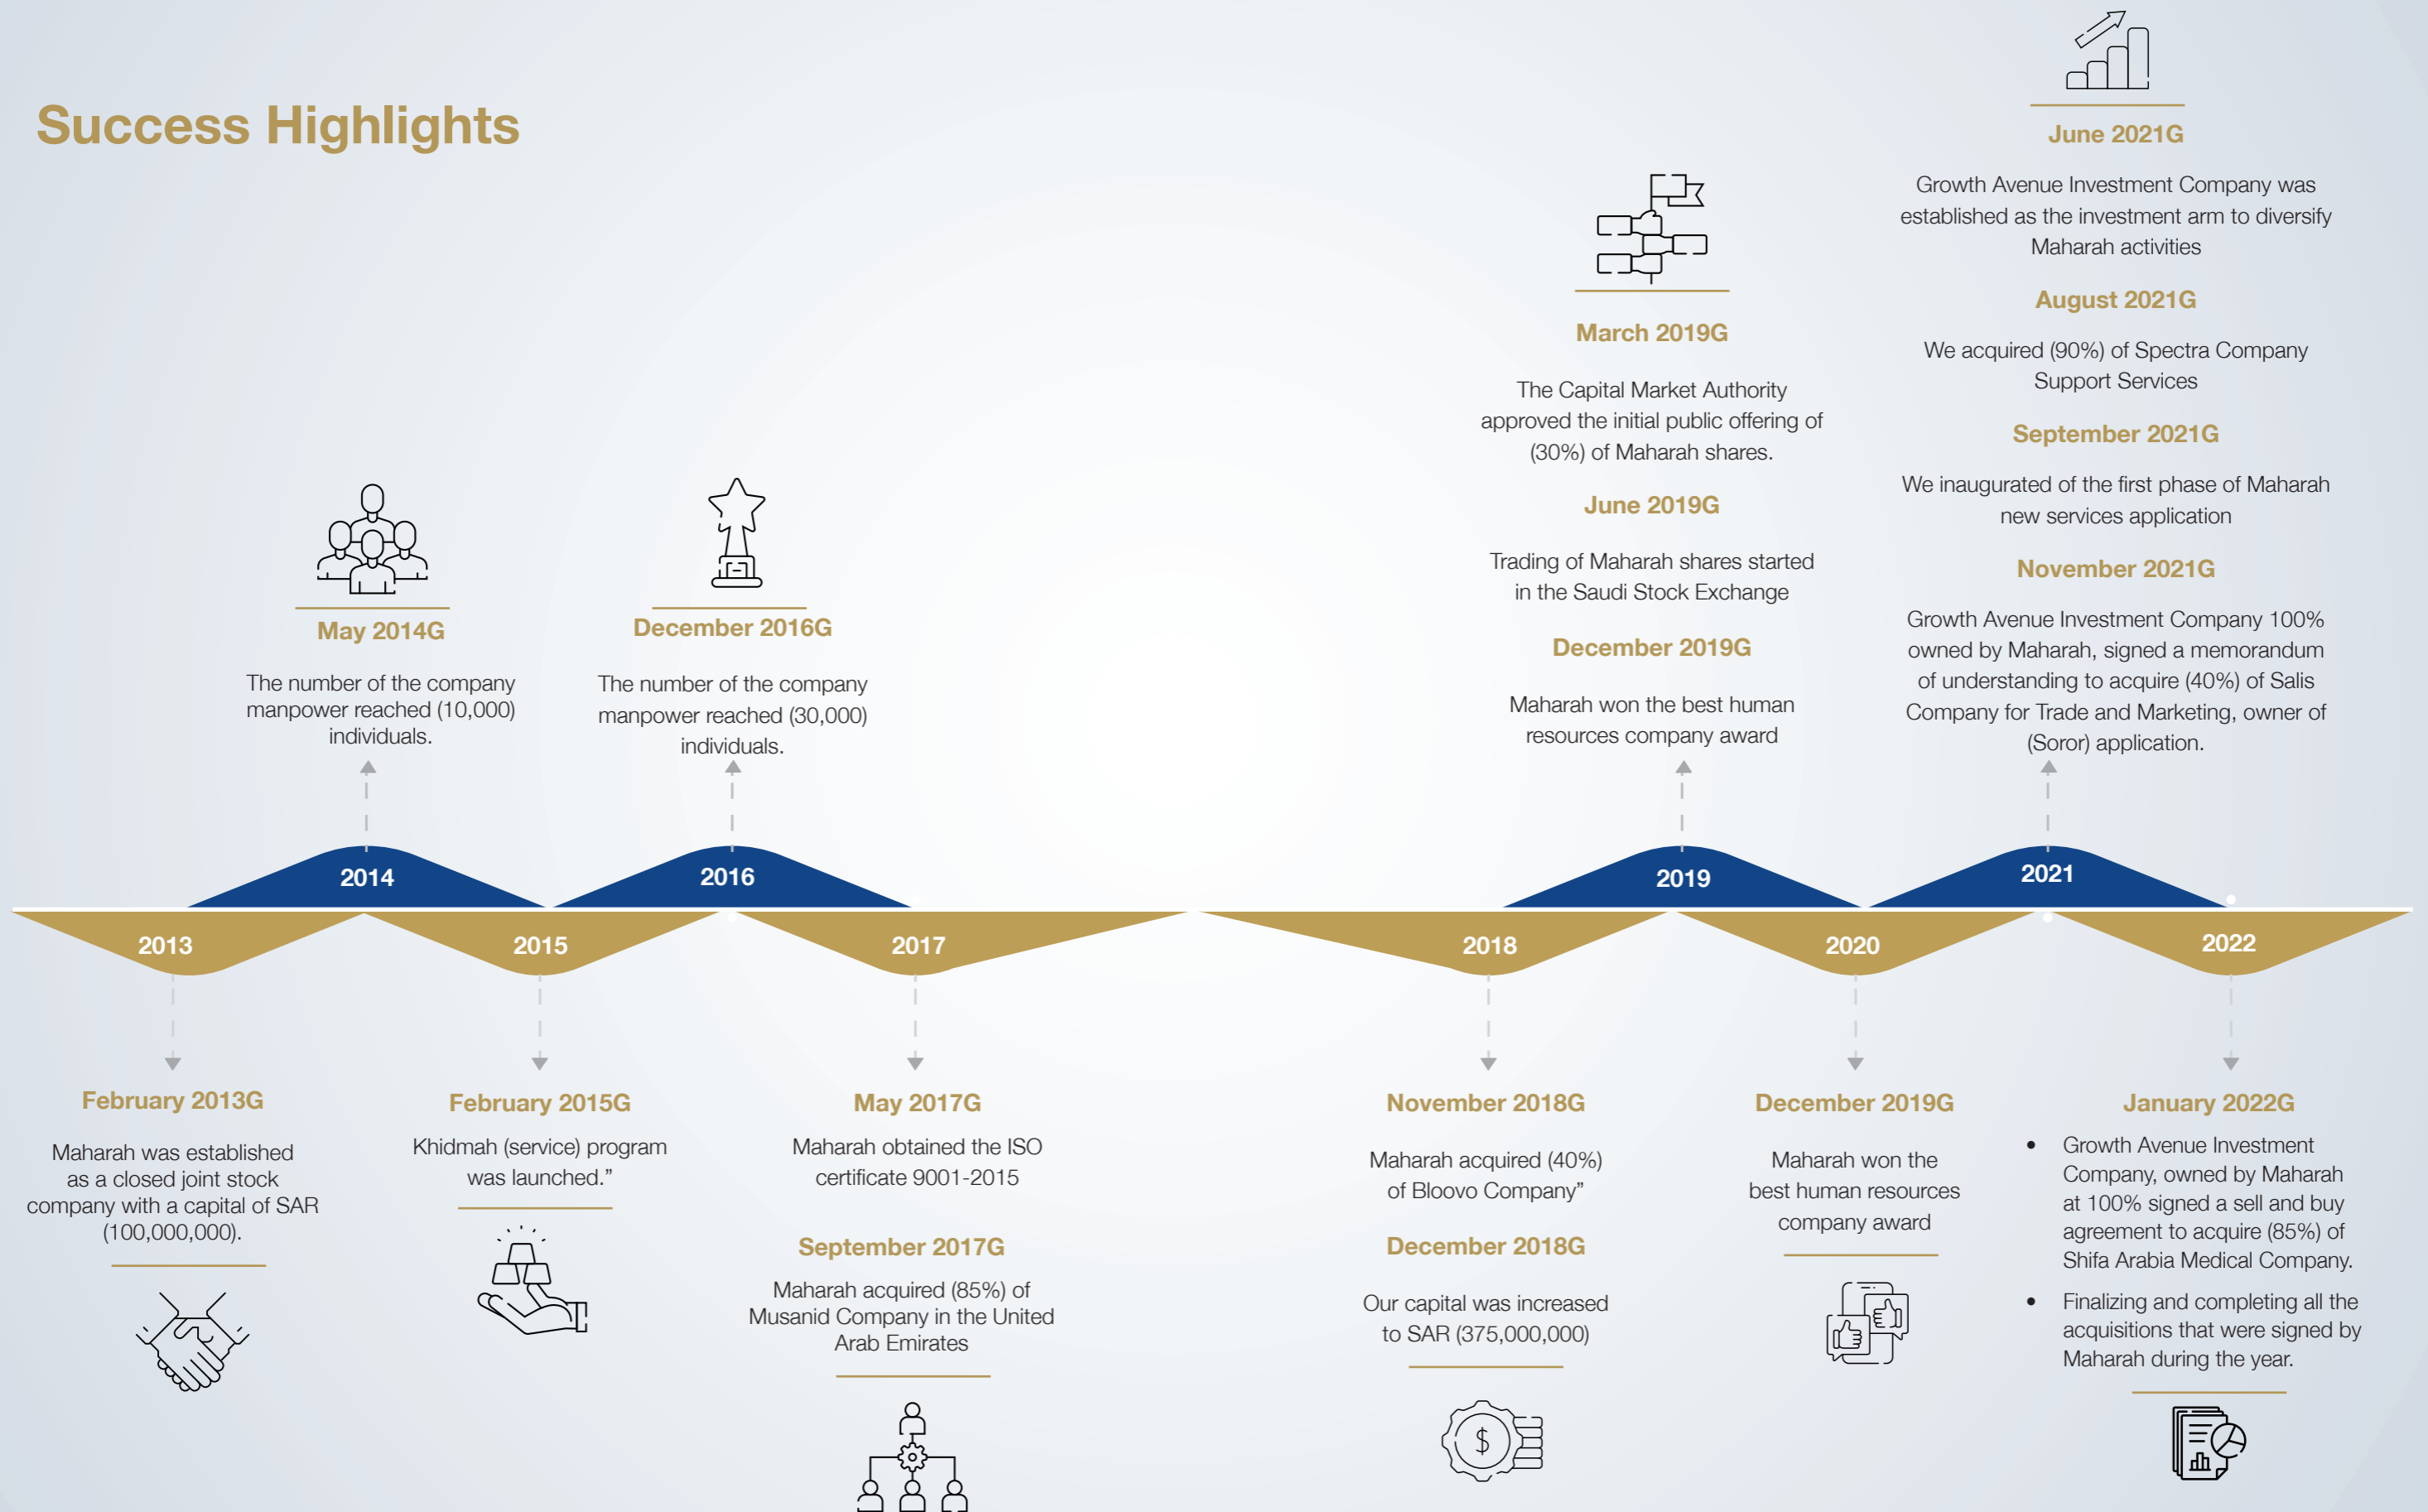 Success Highlights
February 2013G
Maharah was established
as a closed joint stock
company with a capital of SAR
(100,000,000).
2013
May 2014G
The number of the company
manpower reached (10,000)
individuals.
2014
2015
February 2015G
Khidmah (service) program
was launched.”
December 2016G
The number of the company
manpower reached (30,000)
individuals.
2016
2017
May 2017G
Maharah obtained the ISO
certificate 9001-2015
September 2017G
Maharah acquired (85%) of
Musanid Company in the United
Arab Emirates
2018
November 2018G
Maharah acquired (40%)
of Bloovo Company”
December 2018G
Our capital was increased
to SAR (375,000,000)
$
March 2019G
The Capital Market Authority
approved the initial public offering of
(30%) of Maharah shares.
June 2019G
Trading of Maharah shares started
in the Saudi Stock Exchange
December 2019G
Maharah won the best human
resources company award
2019
2020
December 2019G
Maharah won the
best human resources
company award
June 2021G
Growth Avenue Investment Company was
established as the investment arm to diversify
Maharah activities
August 2021G
We acquired (90%) of Spectra Company
Support Services
September 2021G
We inaugurated of the first phase of Maharah
new services application
November 2021G
Growth Avenue Investment Company 100%
owned by Maharah, signed a memorandum
of understanding to acquire (40%) of Salis
Company for Trade and Marketing, owner of
(Soror) application.
2021
2022
January 2022G
• Growth Avenue Investment
Company, owned by Maharah
at 100% signed a sell and buy
agreement to acquire (85%) of
Shifa Arabia Medical Company.
• Finalizing and completing all the
acquisitions that were signed by
Maharah during the year.